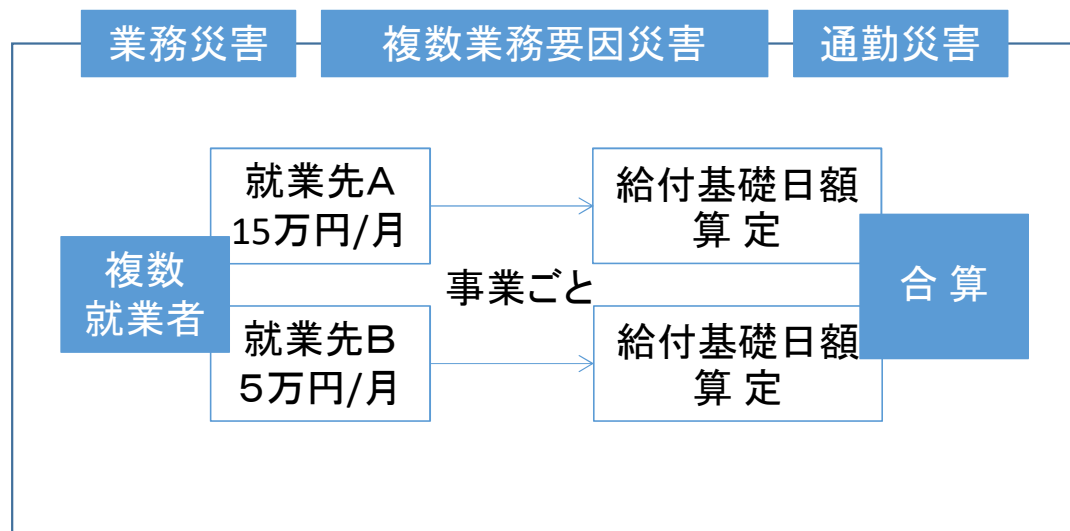 業務災害
複数業務要因災害
通勤災害
複数
就業者
就業先A
15万円/月
就業先B
５万円/月
事業ごと
給付基礎日額
算 定
給付基礎日額
算 定
合 算